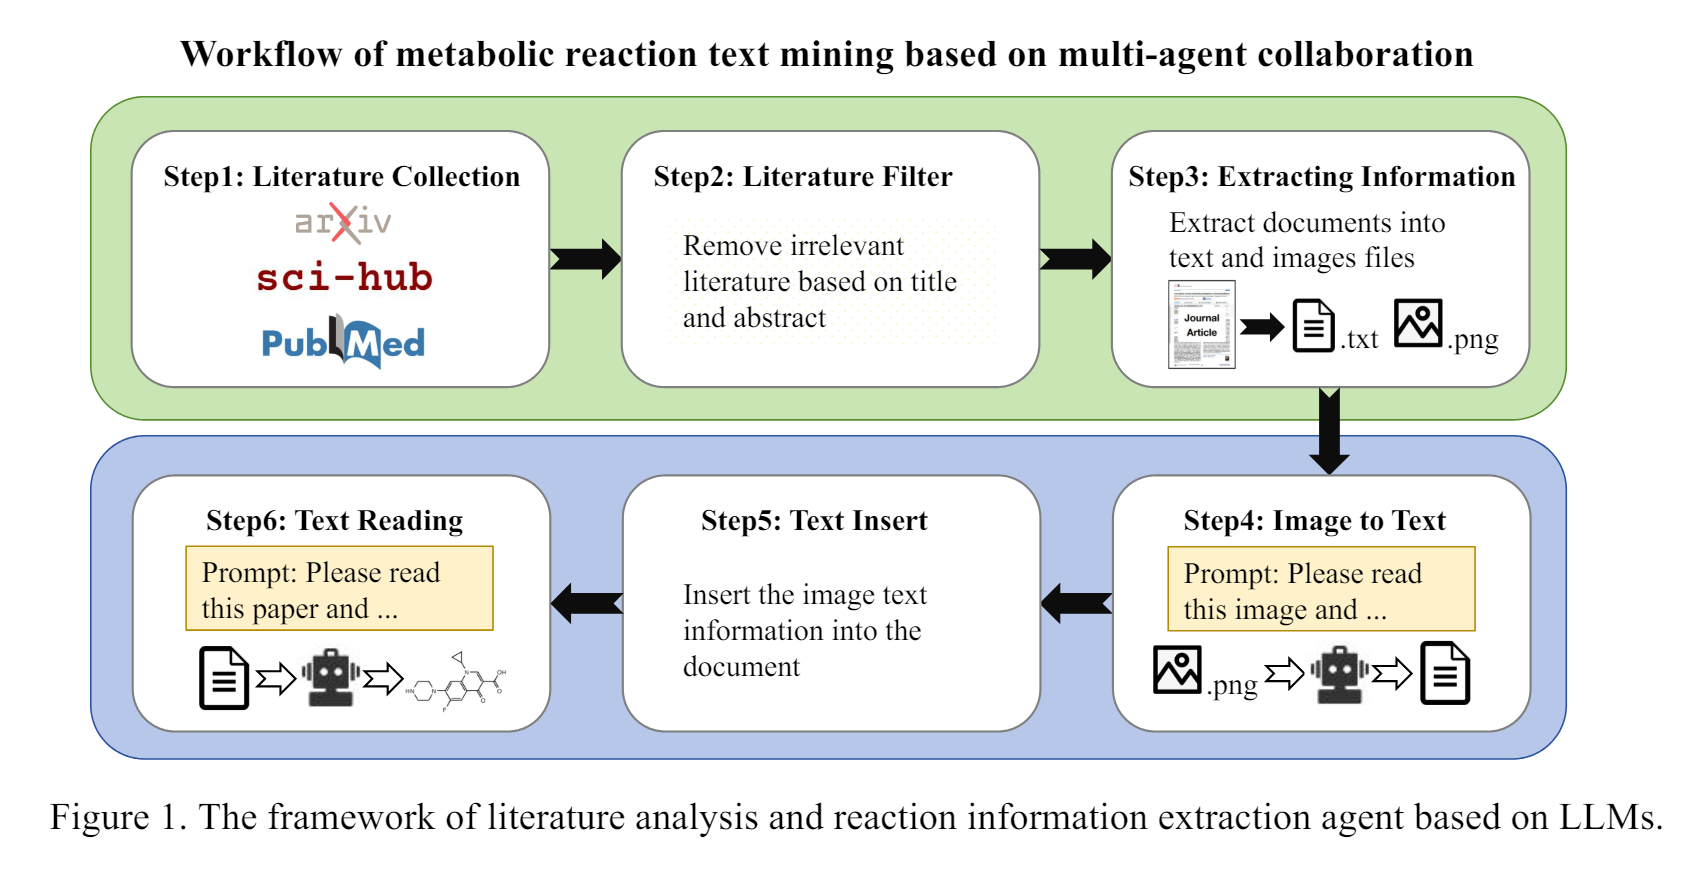 Workflow of metabolic reaction text mining based on multi-agent collaboration
Step1: Literature Collection
arXiv
sci-hub
PubMed
Step2: Literature Filter
Remove irrelevant
literature based on title
and abstract
Step3: Extracting Information
Extract documents into
text and images files
Journal
Article
.txt
.png
Step4: Image to Text
Prompt: Please read
this image and ...
.png
Step5: Text Insert
Insert the image text
information into the
document
Step6: Text Reading
Prompt: Please read
this paper and ...
HN
N
N
F
O
O
OH
Figure 1. The framework of literature analysis and reaction information extraction agent based on LLMs.